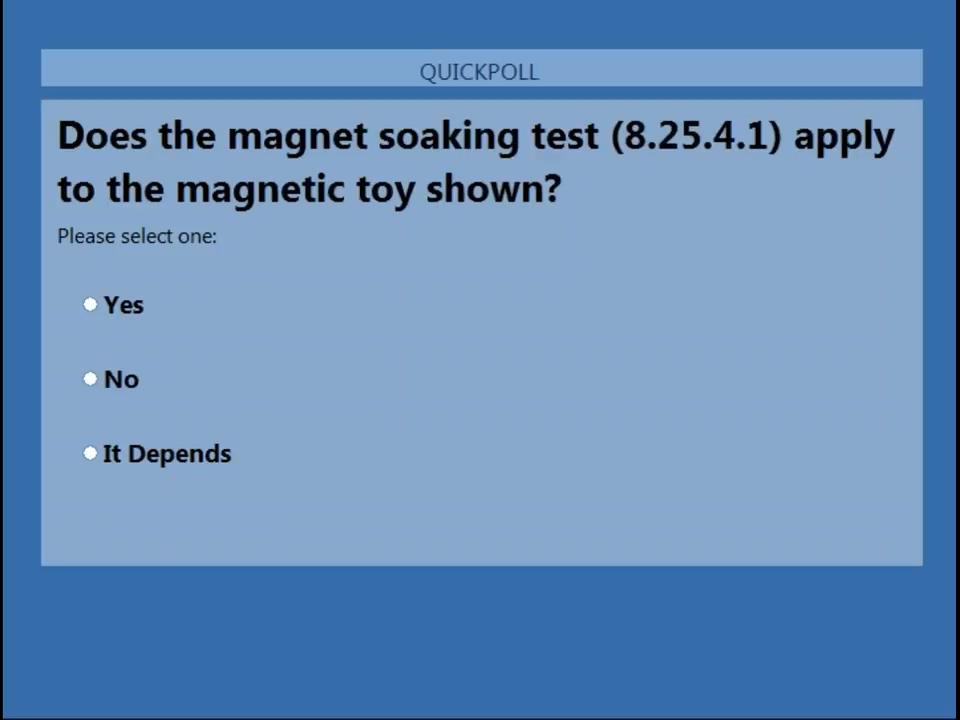 QUICKPOLL
Does the magnet soaking test (8.25.4.1) apply
to the magnetic toy shown?
Please select one:
Yes
No
It Depends